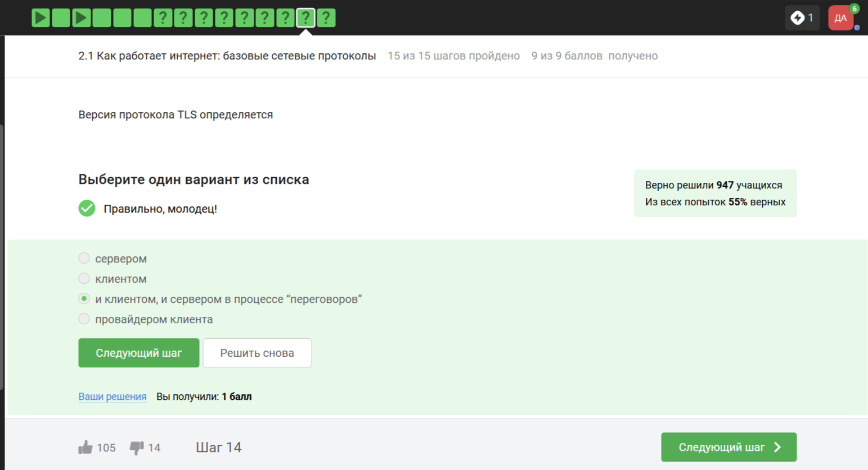 ? ? ? ? ? ? ? ? ?
1
ДА
6
2.1 Как работает интернет: базовые сетевые протоколы 15 из 15 шагов пройдено 9 из 9 баллов получено
Версия протокола TLS определяется
Выберите один вариант из списка
Правильно, молодец!
Верно решили 947 учащихся
Из всех попыток 55% верных
сервером
клиентом
и клиентом, и сервером в процессе “переговоров”
провайдером клиента
Следующий шаг
Решить снова
Ваши решения Вы получили: 1 балл
105
14
Шаг 14
Следующий шаг